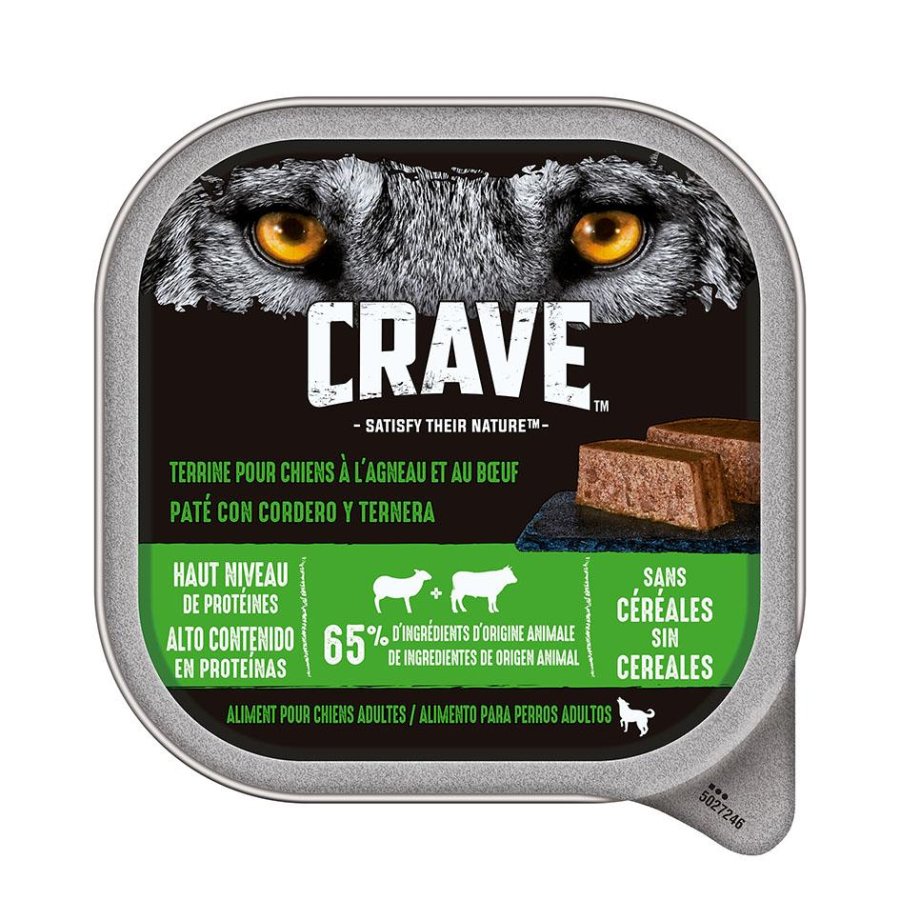 CRAVE™
- SATISFY THEIR NATURE™ -
TERRINE POUR CHIENS À L'AGNEAU ET AU BŒUF
PATÉ CON CORDERO Y TERNERA
HAUT NIVEAU
DE PROTÉINES
ALTO CONTENIDO
EN PROTEÍNAS
+
65% D'INGRÉDIENTS D'ORIGINE ANIMALE
DE INGREDIENTES DE ORIGEN ANIMAL
SANS
CÉRÉALES
SIN
CEREALES
ALIMENT POUR CHIENS ADULTES / ALIMENTO PARA PERROS ADULTOS
5027246